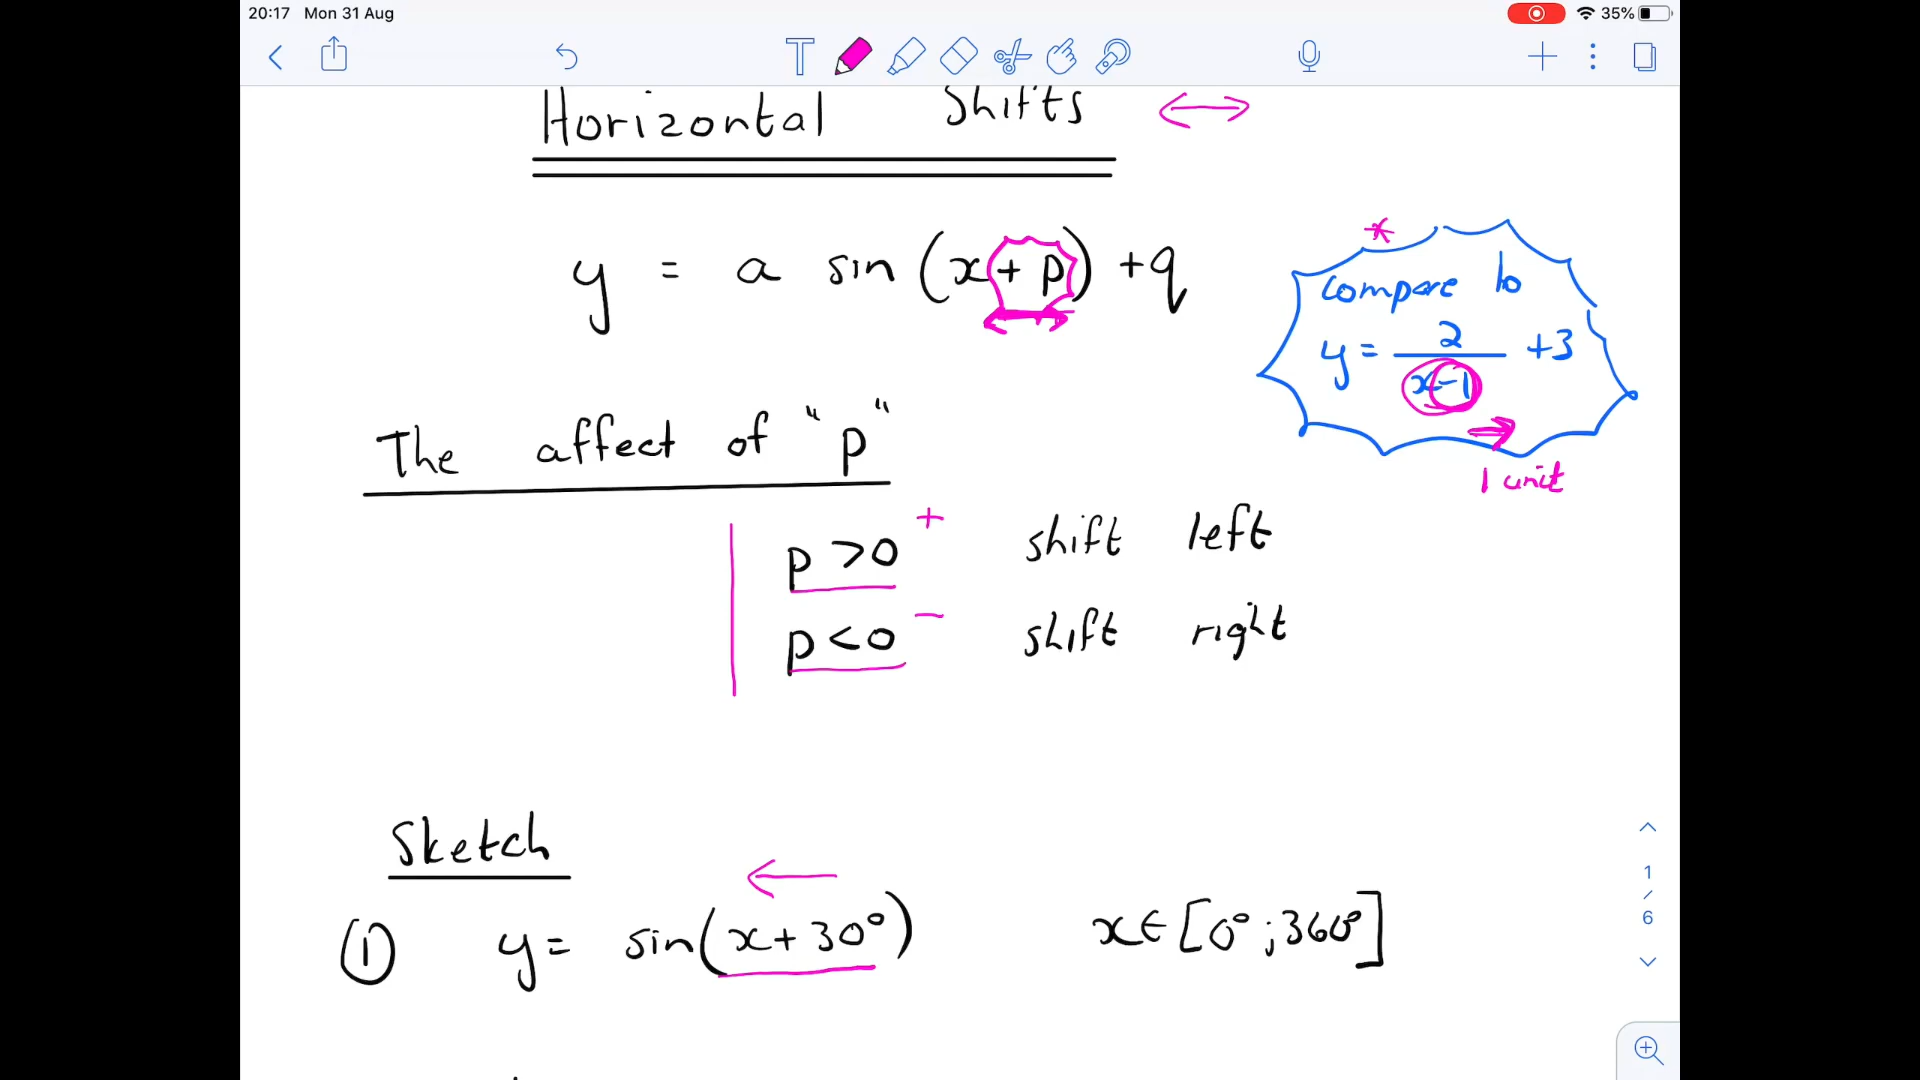 20:17 Mon 31 Aug
35%
T
Horizontal Shifts
y = a sin (x + p) + q
*
compare to
y = 2/(x-1) +3
1 unit
The affect of "p"
p > 0 + shift left
p < 0 - shift right
Sketch
① y = sin(x + 30°) x ∈ [0° ; 360°]
1
/
6